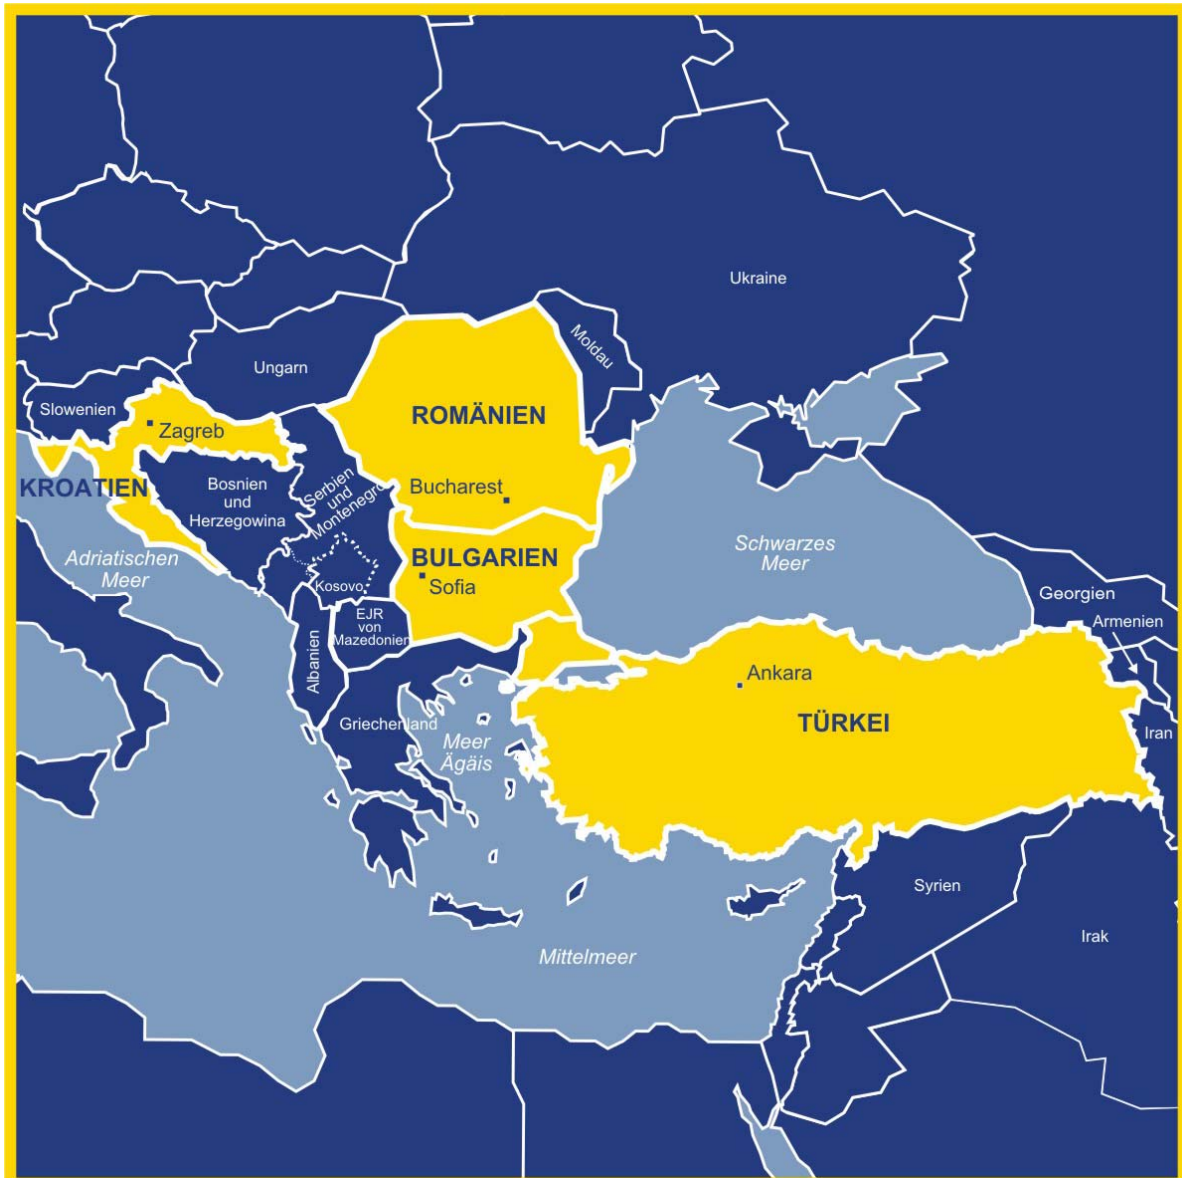 Ukraine
Moldau
Ungarn
Slowenien
ROMÄNIEN
Zagreb
KROATIEN
Bosnien
und
Herzegowina
Serbien
und
Montenegro
Bucharest
Adriatischen
Meer
BULGARIEN
Sofia
Kosovo
Schwarzes
Meer
Georgien
Armenien
EJR
von
Mazedonien
Albanien
Ankara
Griechenland
TÜRKEI
Iran
Meer
Ägäis
Syrien
Irak
Mittelmeer